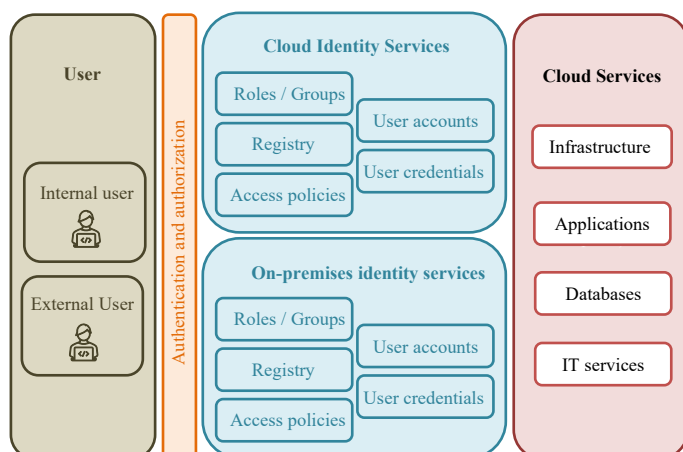 User
Internal user
External User
Authentication and authorization
Cloud Identity Services
Roles / Groups
User accounts
Registry
User credentials
Access policies
On-premises identity services
Roles / Groups
User accounts
Registry
User credentials
Access policies
Cloud Services
Infrastructure
Applications
Databases
IT services